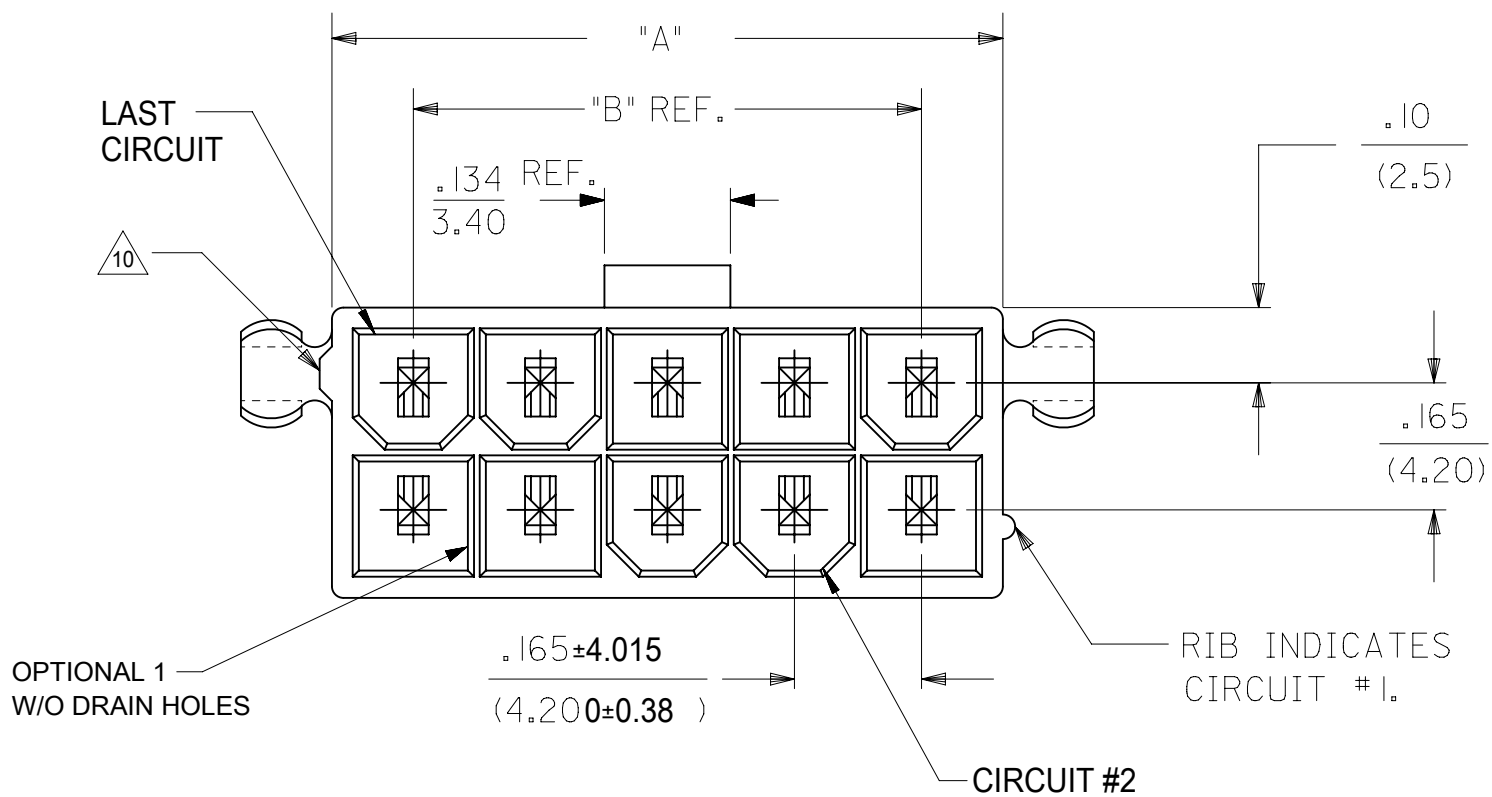 "A"
"B" REF.
LAST
CIRCUIT
.134 REF.
3.40
.10
(2.5)
10
.165
(4.20)
.165±4.015
(4.200±0.38 )
RIB INDICATES
CIRCUIT #1.
OPTIONAL 1
W/O DRAIN HOLES
CIRCUIT #2